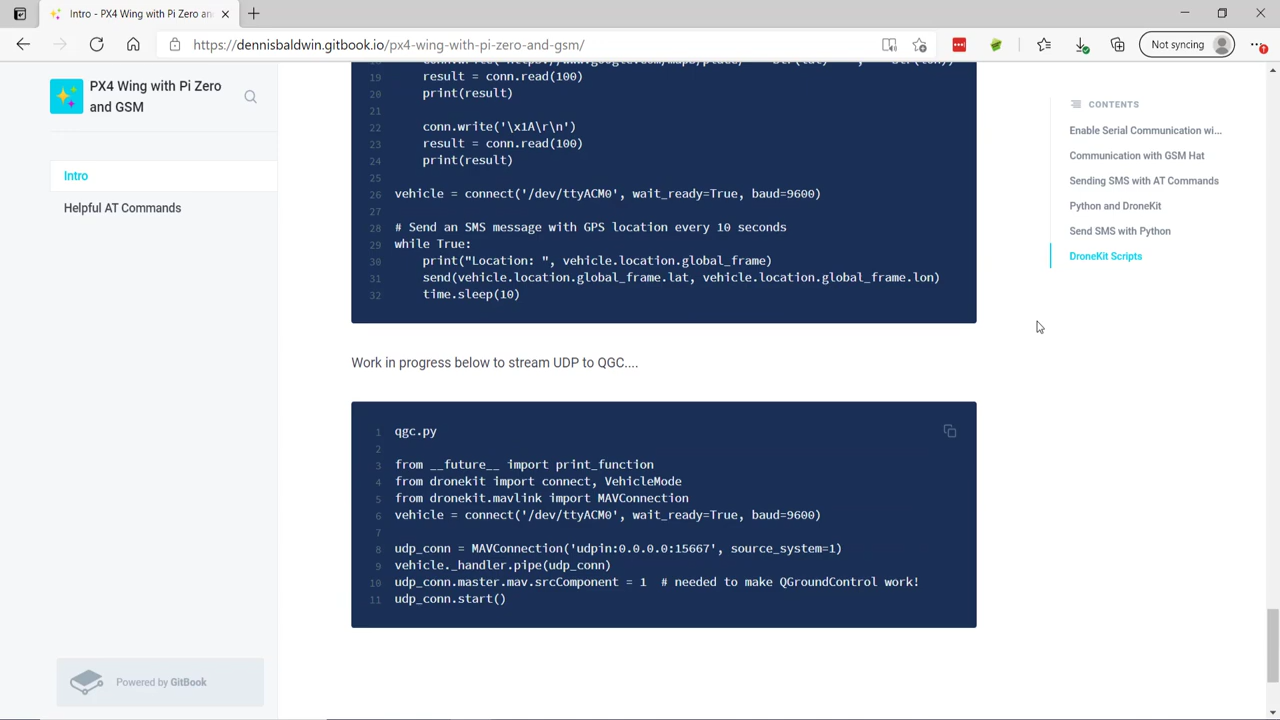 Intro - PX4 Wing with Pi Zero an
https://dennisbaldwin.gitbook.io/px4-wing-with-pi-zero-and-gsm/
Not syncing
PX4 Wing with Pi Zero
and GSM
Intro
Helpful AT Commands
Powered by GitBook
19 result = conn.read(100)
20 print(result)
21
22 conn.write('\x1A\r\n')
23 result = conn.read(100)
24 print(result)
25
26 vehicle = connect('/dev/ttyACM0', wait_ready=True, baud=9600)
27
28 # Send an SMS message with GPS location every 10 seconds
29 while True:
30 print("Location: ", vehicle.location.global_frame)
31 send(vehicle.location.global_frame.lat, vehicle.location.global_frame.lon)
32 time.sleep(10)
Work in progress below to stream UDP to QGC....
1 qgc.py
2
3 from __future__ import print_function
4 from dronekit import connect, VehicleMode
5 from dronekit.mavlink import MAVConnection
6 vehicle = connect('/dev/ttyACM0', wait_ready=True, baud=9600)
7
8 udp_conn = MAVConnection('udpin:0.0.0.0:15667', source_system=1)
9 vehicle._handler.pipe(udp_conn)
10 udp_conn.master.mav.srcComponent = 1 # needed to make QGroundControl work!
11 udp_conn.start()
CONTENTS
Enable Serial Communication wi...
Communication with GSM Hat
Sending SMS with AT Commands
Python and DroneKit
Send SMS with Python
DroneKit Scripts